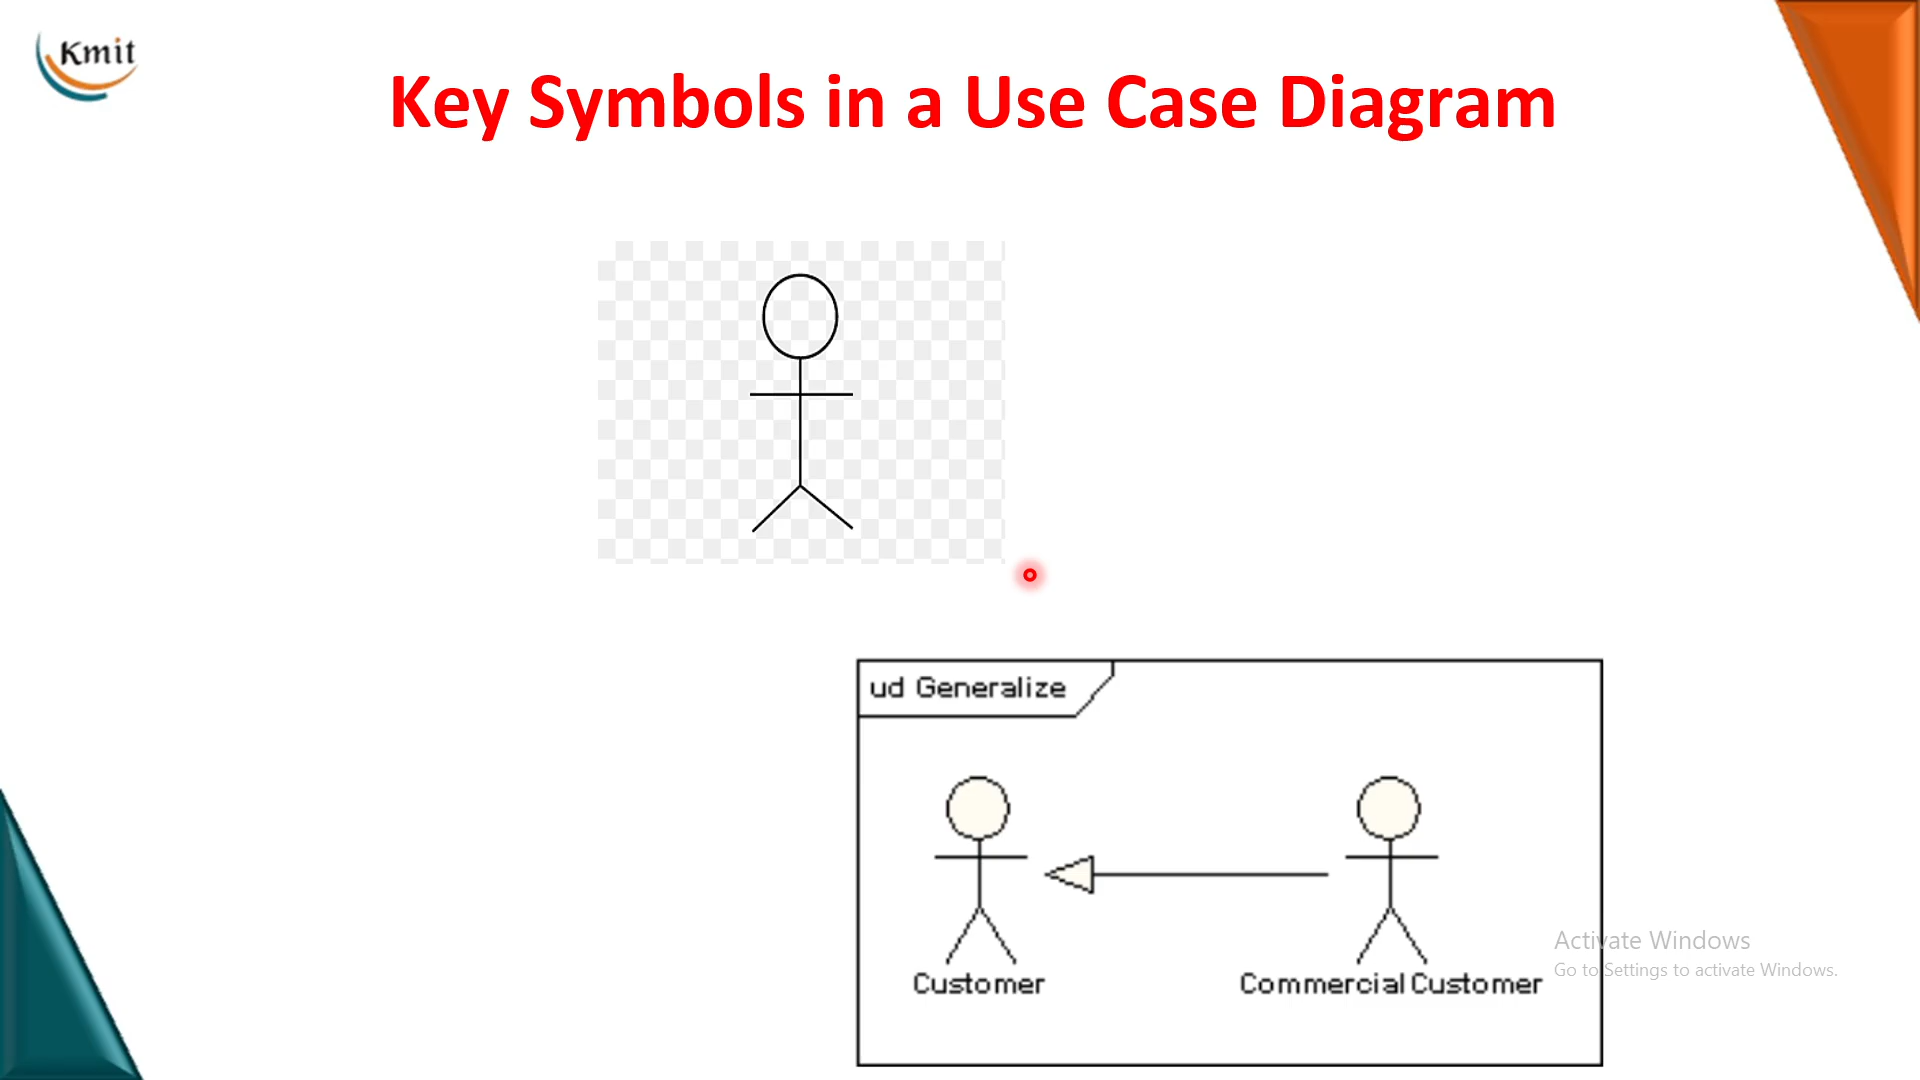 Kmit
Key Symbols in a Use Case Diagram
ud Generalize
Customer
Commercial Customer
Activate Windows
Go to Settings to activate Windows.